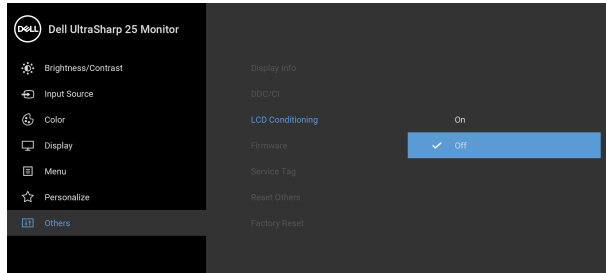 DELL Dell UltraSharp 25 Monitor
Brightness/Contrast
Input Source
Color
Display
Menu
Personalize
Others
Display Info
DDC/CI
LCD Conditioning
Firmware
Service Tag
Reset Others
Factory Reset
On
Off